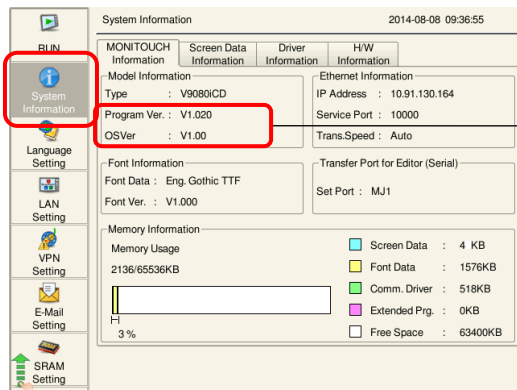 System Information 2014-08-08 09:36:55
RUN
System
Information
Language
Setting
LAN
Setting
VPN
Setting
E-Mail
Setting
SRAM
Setting
MONITOUCH
Information
Screen Data
Information
Driver
Information
H/W
Information
Model Information
Type : V9080iCD
Program Ver. : V1.020
OSVer : V1.00
Ethernet Information
IP Address : 10.91.130.164
Service Port : 10000
Trans.Speed : Auto
Font Information
Font Data : Eng. Gothic TTF
Font Ver. : V1.000
Transfer Port for Editor (Serial)
Set Port : MJ1
Memory Information
Memory Usage
2136/65536KB
3 %
Screen Data : 4 KB
Font Data : 1576KB
Comm. Driver : 518KB
Extended Prg. : 0KB
Free Space : 63400KB